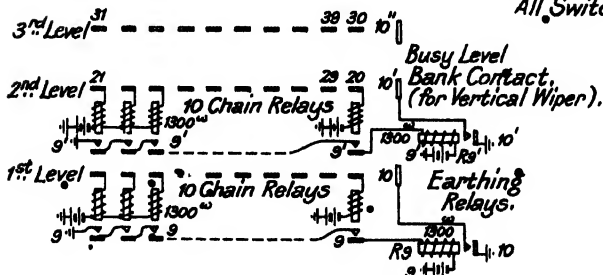 All Switc
3rd Level 31 39 30 10"
Busy Level
Bank Contact.
(for Vertical Wiper).
2nd Level 21 29 20 10'
10 Chain Relays
1300ω
9' 9' 9' 1300 ω 9' R9' 10'
1st Level 10
10 Chain Relays
Earthing
Relays.
1300ω
9 9 9 R9 1300 ω 10
9